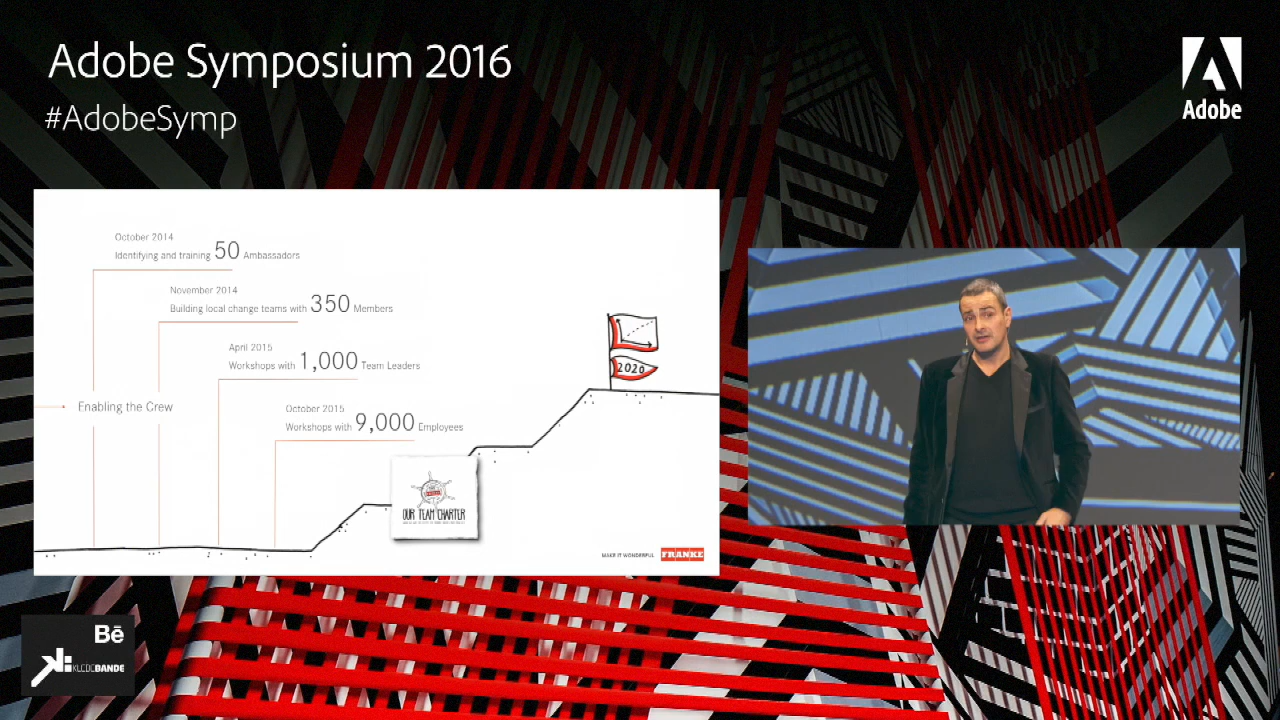 Adobe Symposium 2016
#AdobeSymp
Adobe
October 2014
Identifying and training 50 Ambassadors
November 2014
Building local change teams with 350 Members
April 2015
Workshops with 1,000 Team Leaders
October 2015
Workshops with 9,000 Employees
Enabling the Crew
2020
OUR TEAM CHARTER
MAKE IT WONDERFUL
FRANKE
Bē
KLEBEBANDE